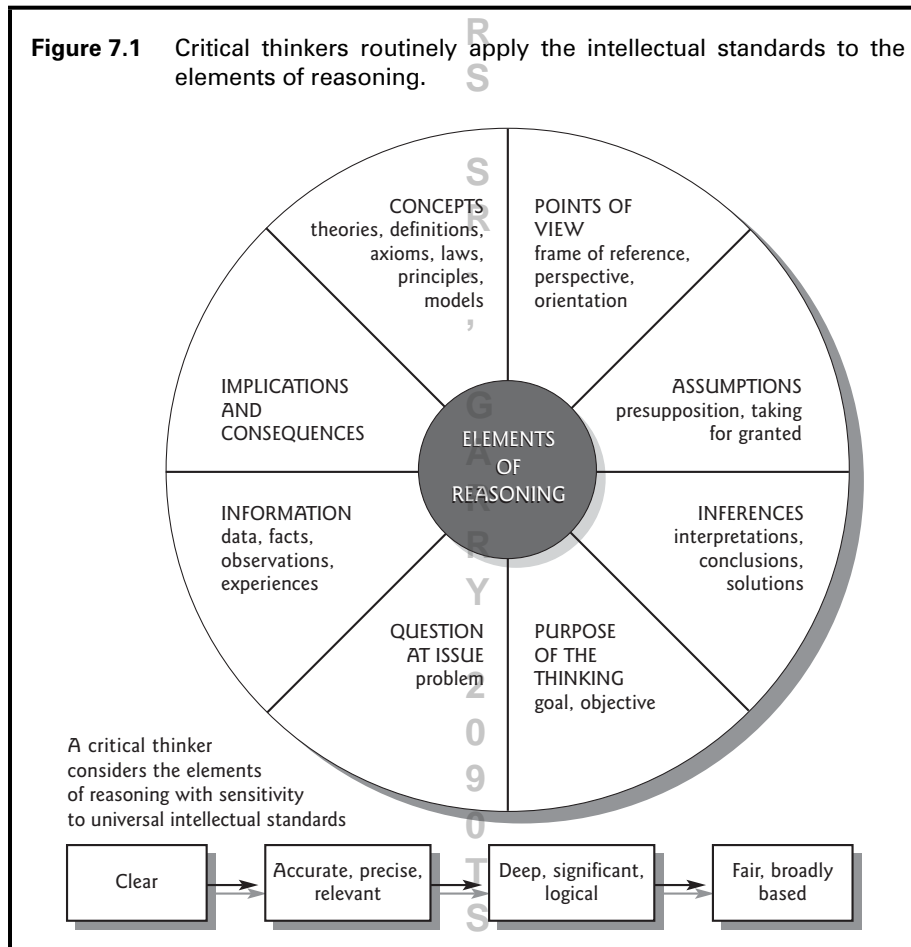 Figure 7.1 Critical thinkers routinely apply the intellectual standards to the
elements of reasoning.
CONCEPTS
theories, definitions,
axioms, laws,
principles,
models
POINTS OF
VIEW
frame of reference,
perspective,
orientation
IMPLICATIONS
AND
CONSEQUENCES
ASSUMPTIONS
presupposition, taking
for granted
ELEMENTS
OF
REASONING
INFORMATION
data, facts,
observations,
experiences
INFERENCES
interpretations,
conclusions,
solutions
QUESTION
AT ISSUE
problem
PURPOSE
OF THE
THINKING
goal, objective
A critical thinker
considers the elements
of reasoning with sensitivity
to universal intellectual standards
Clear
Accurate, precise,
relevant
Deep, significant,
logical
Fair, broadly
based
R
S
S
R
.
,
G
A
R
R
Y
2
0
9
0
T
S